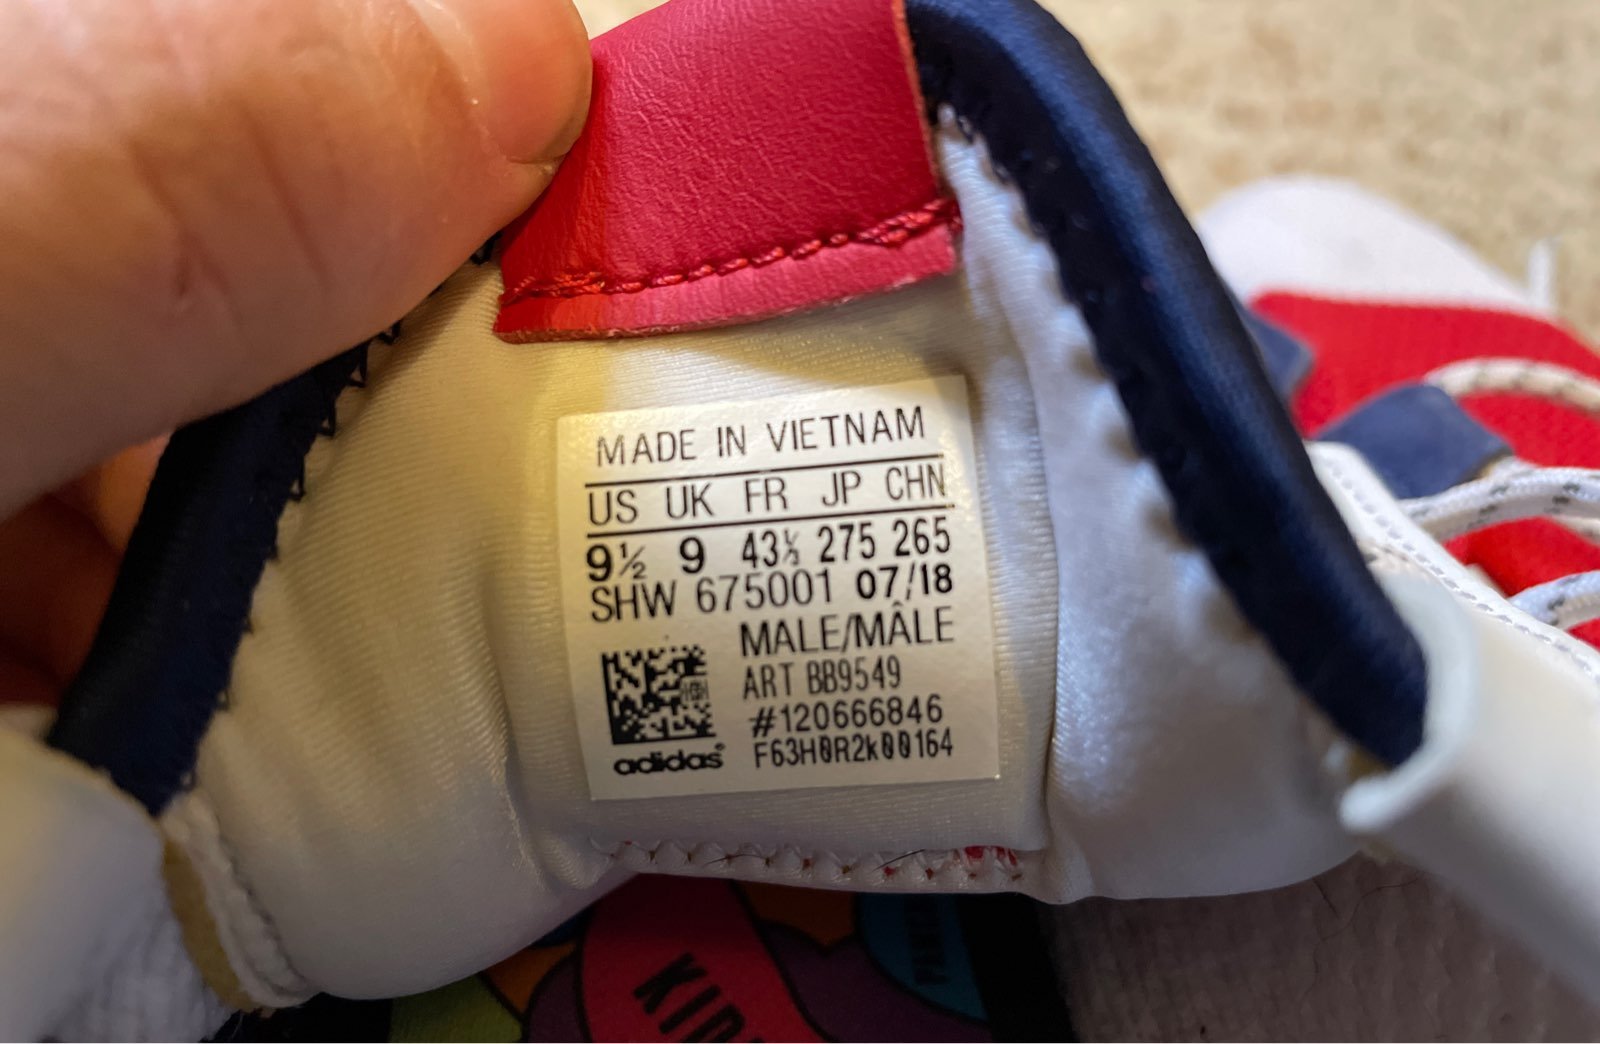 MADE IN VIETNAM
US UK FR JP CHN
9½ 9 43⅓ 275 265
SHW 675001 07/18
MALE/MÂLE
ART BB9549
#120666846
F63H0R2k00164
adidas